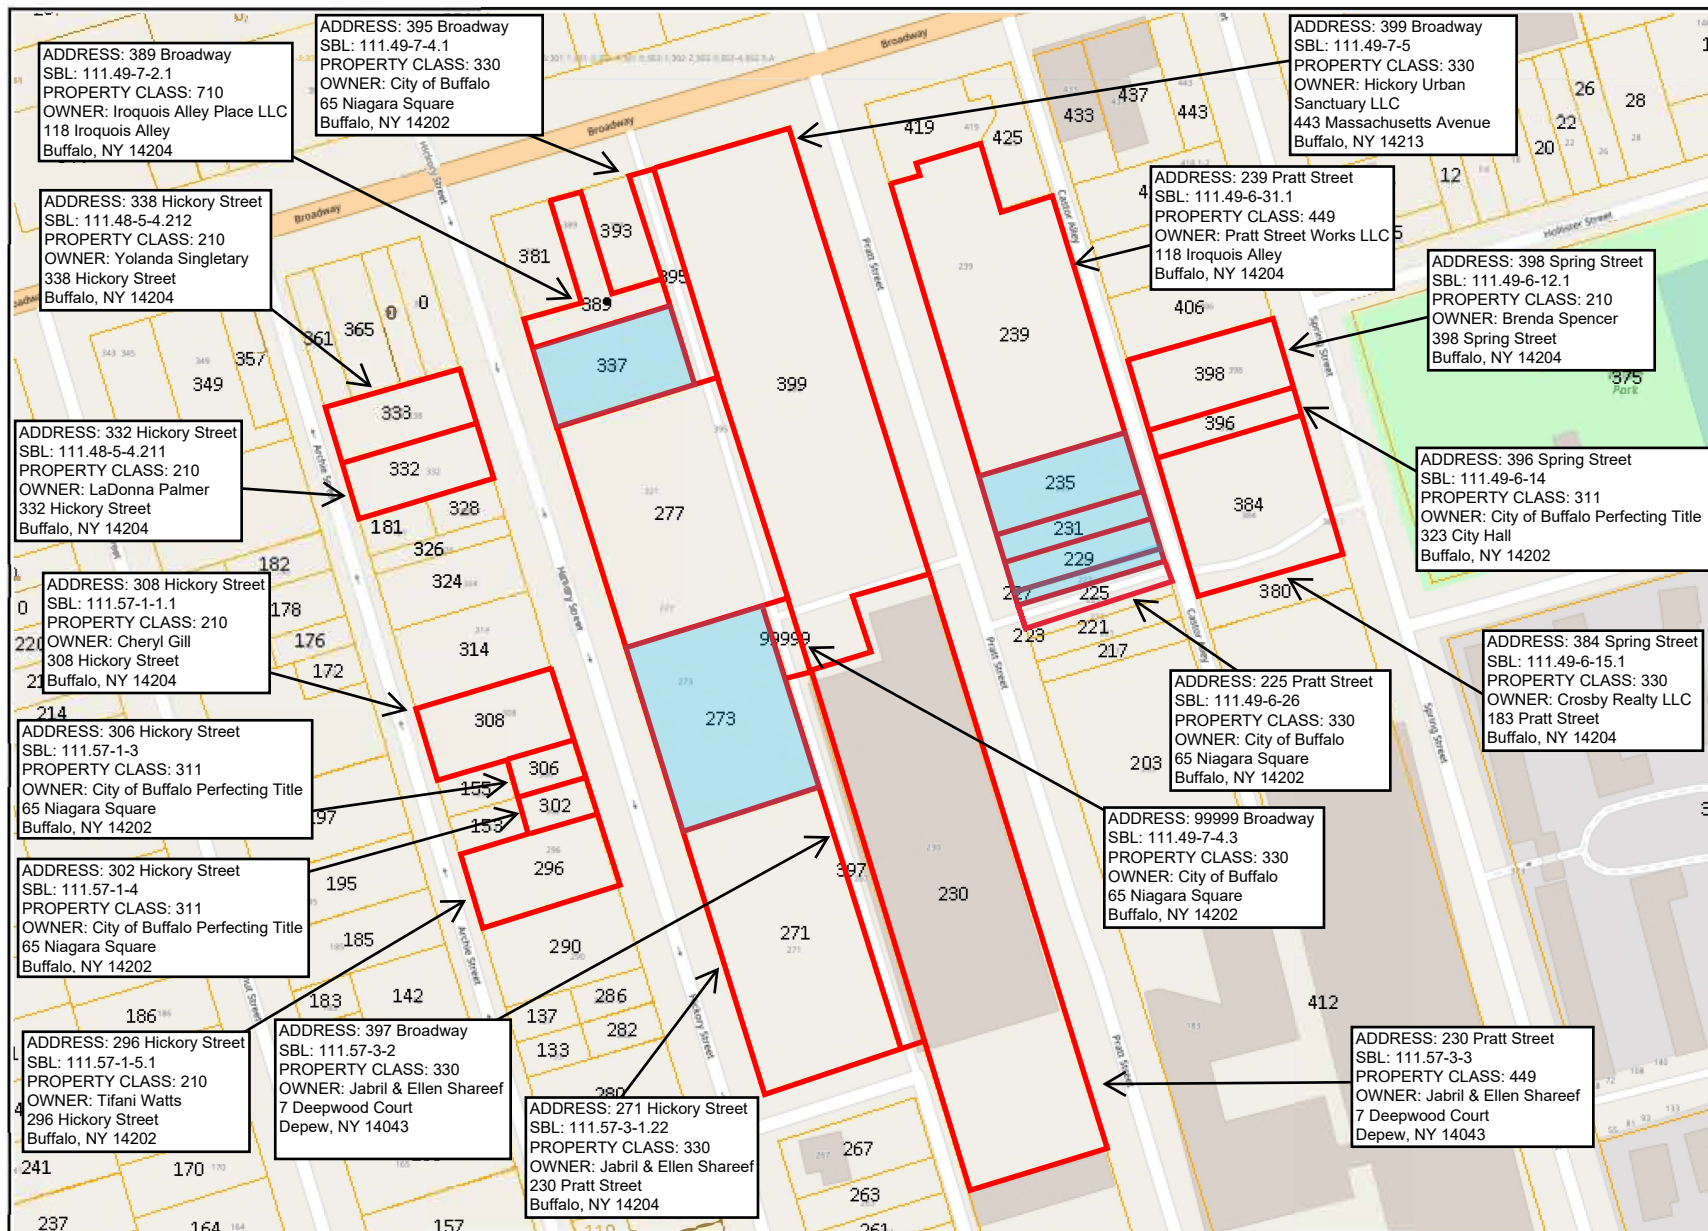 ADDRESS: 389 Broadway
SBL: 111.49-7-2.1
PROPERTY CLASS: 710
OWNER: Iroquois Alley Place LLC
118 Iroquois Alley
Buffalo, NY 14204
ADDRESS: 395 Broadway
SBL: 111.49-7-4.1
PROPERTY CLASS: 330
OWNER: City of Buffalo
65 Niagara Square
Buffalo, NY 14202
ADDRESS: 399 Broadway
SBL: 111.49-7-5
PROPERTY CLASS: 330
OWNER: Hickory Urban
Sanctuary LLC
443 Massachusetts Avenue
Buffalo, NY 14213
ADDRESS: 338 Hickory Street
SBL: 111.48-5-4.212
PROPERTY CLASS: 210
OWNER: Yolanda Singletary
338 Hickory Street
Buffalo, NY 14204
ADDRESS: 239 Pratt Street
SBL: 111.49-6-31.1
PROPERTY CLASS: 449
OWNER: Pratt Street Works LLC
118 Iroquois Alley
Buffalo, NY 14204
ADDRESS: 398 Spring Street
SBL: 111.49-6-12.1
PROPERTY CLASS: 210
OWNER: Brenda Spencer
398 Spring Street
Buffalo, NY 14204
ADDRESS: 332 Hickory Street
SBL: 111.48-5-4.211
PROPERTY CLASS: 210
OWNER: LaDonna Palmer
332 Hickory Street
Buffalo, NY 14204
ADDRESS: 396 Spring Street
SBL: 111.49-6-14
PROPERTY CLASS: 311
OWNER: City of Buffalo Perfecting Title
323 City Hall
Buffalo, NY 14202
ADDRESS: 308 Hickory Street
SBL: 111.57-1-1.1
PROPERTY CLASS: 210
OWNER: Cheryl Gill
308 Hickory Street
Buffalo, NY 14204
ADDRESS: 384 Spring Street
SBL: 111.49-6-15.1
PROPERTY CLASS: 330
OWNER: Crosby Realty LLC
183 Pratt Street
Buffalo, NY 14204
ADDRESS: 225 Pratt Street
SBL: 111.49-6-26
PROPERTY CLASS: 330
OWNER: City of Buffalo
65 Niagara Square
Buffalo, NY 14202
ADDRESS: 306 Hickory Street
SBL: 111.57-1-3
PROPERTY CLASS: 311
OWNER: City of Buffalo Perfecting Title
65 Niagara Square
Buffalo, NY 14202
ADDRESS: 99999 Broadway
SBL: 111.49-7-4.3
PROPERTY CLASS: 330
OWNER: City of Buffalo
65 Niagara Square
Buffalo, NY 14202
ADDRESS: 302 Hickory Street
SBL: 111.57-1-4
PROPERTY CLASS: 311
OWNER: City of Buffalo Perfecting Title
65 Niagara Square
Buffalo, NY 14202
ADDRESS: 296 Hickory Street
SBL: 111.57-1-5.1
PROPERTY CLASS: 210
OWNER: Tifani Watts
296 Hickory Street
Buffalo, NY 14202
ADDRESS: 397 Broadway
SBL: 111.57-3-2
PROPERTY CLASS: 330
OWNER: Jabril & Ellen Shareef
7 Deepwood Court
Depew, NY 14043
ADDRESS: 271 Hickory Street
SBL: 111.57-3-1.22
PROPERTY CLASS: 330
OWNER: Jabril & Ellen Shareef
230 Pratt Street
Buffalo, NY 14204
ADDRESS: 230 Pratt Street
SBL: 111.57-3-3
PROPERTY CLASS: 449
OWNER: Jabril & Ellen Shareef
7 Deepwood Court
Depew, NY 14043
Broadway
Broadway
Broadway
Hickory Street
Hickory Street
Hickory Street
Pratt Street
Pratt Street
Pratt Street
Castor Alley
Castor Alley
Spring Street
Spring Street
Hollister Street
Archie Street
Park
419
425
433
437
443
26
28
22
20
12
381
393
395
389
337
399
239
406
398
396
384
380
375
361
365
0
0
357
349
333
332
328
181
326
324
182
178
176
172
314
214
277
235
231
229
227
225
223
221
217
99999
273
203
308
306
302
155
153
296
195
185
183
142
186
290
286
282
137
133
280
397
271
230
412
267
263
261
241
237
170
164
157